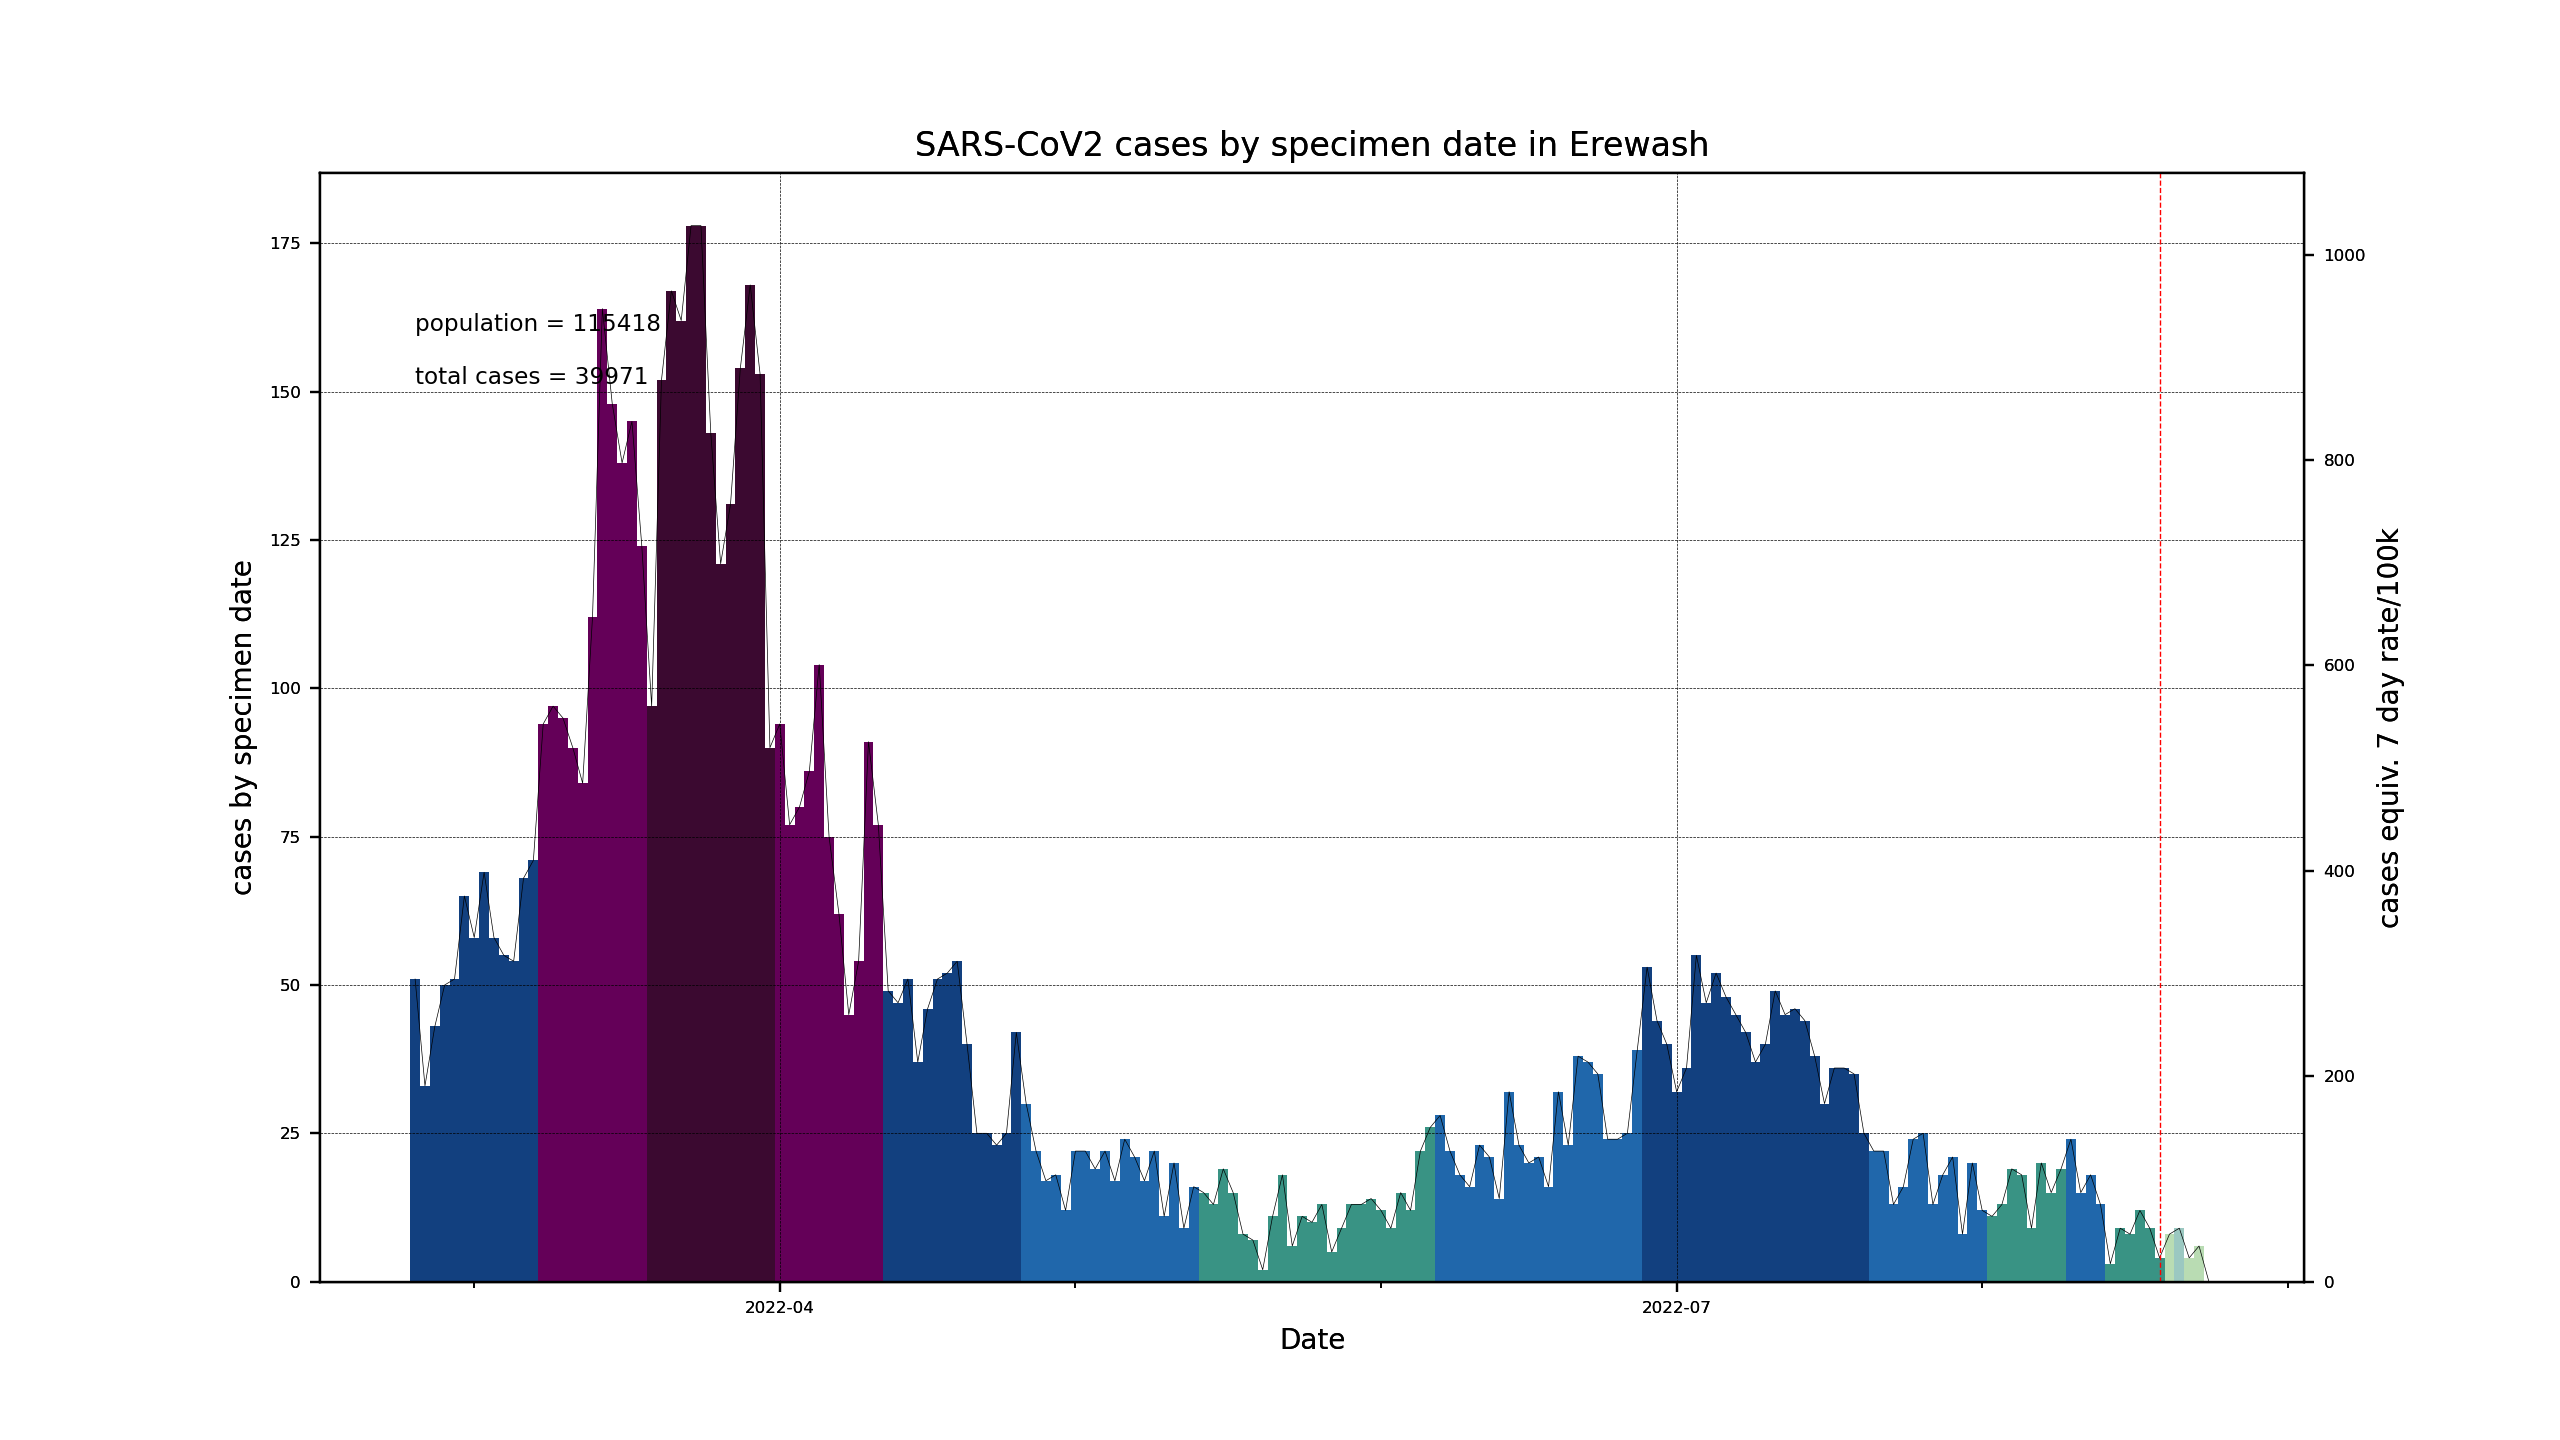 SARS-CoV2 cases by specimen date in Erewash
population = 115418
total cases = 39971
cases by specimen date
175
150
125
100
75
50
25
0
1000
800
600
400
200
0
cases equiv. 7 day rate/100k
2022-04
2022-07
Date